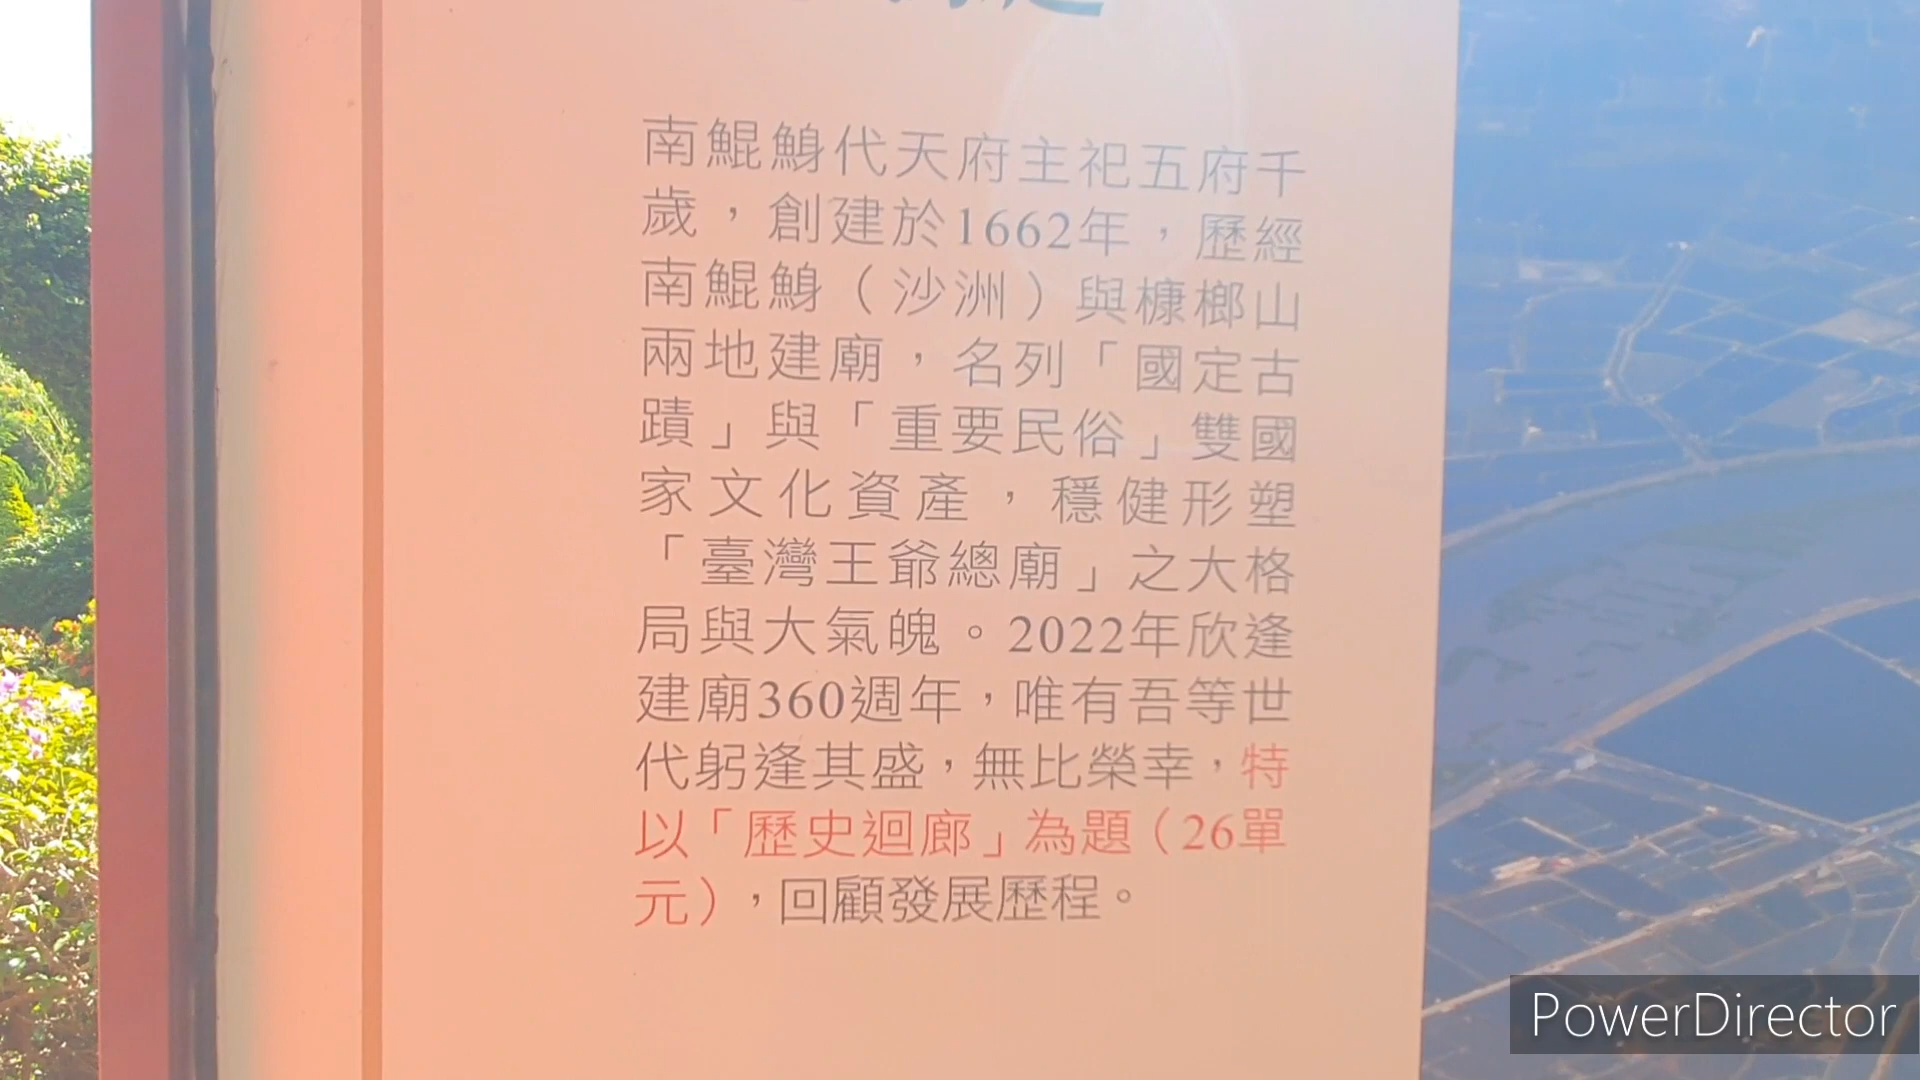 南鯤鯓代天府主祀五府千
歲，創建於1662年，歷經
南鯤鯓（沙洲）與槺榔山
兩地建廟，名列「國定古
蹟」與「重要民俗」雙國
家文化資產，穩健形塑
「臺灣王爺總廟」之大格
局與大氣魄。2022年欣逢
建廟360週年，唯有吾等世
代躬逢其盛，無比榮幸，特
以「歷史迴廊」為題（26單
元），回顧發展歷程。
PowerDirector